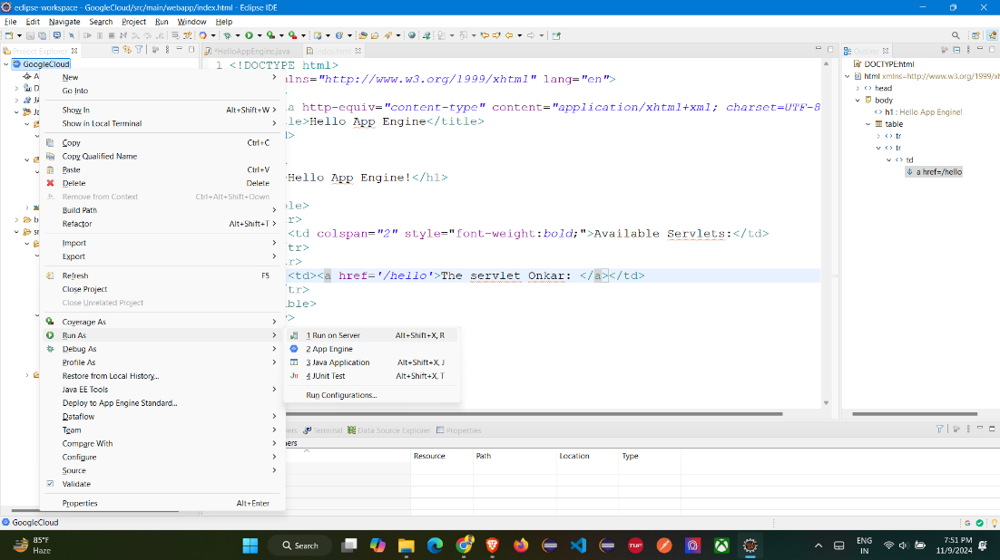 eclipse-workspace - GoogleCloud/src/main/webapp/index.html - Eclipse IDE
File Edit Navigate Search Project Run Window Help
Project Explorer
*HelloAppEngine.java
index.html
Outline
GoogleCloud
New
Go Into
Show In Alt+Shift+W
Show in Local Terminal
Copy Ctrl+C
Copy Qualified Name
Paste Ctrl+V
Delete Delete
Remove from Context Ctrl+Alt+Shift+Down
Build Path
Refactor Alt+Shift+T
Import
Export
Refresh F5
Close Project
Close Unrelated Project
Coverage As
Run As
Debug As
Profile As
Restore from Local History...
Java EE Tools
Deploy to App Engine Standard...
Dataflow
Team
Compare With
Configure
Source
Validate
Properties Alt+Enter
1 Run on Server Alt+Shift+X, R
2 App Engine
3 Java Application Alt+Shift+X, J
4 JUnit Test Alt+Shift+X, T
Run Configurations...
1 <!DOCTYPE html>
lns="http://www.w3.org/1999/xhtml" lang="en">
a http-equiv="content-type" content="application/xhtml+xml; charset=UTF-8
le>Hello App Engine</title>
Hello App Engine!</h1>
le>
r>
<td colspan="2" style="font-weight:bold;">Available Servlets:</td>
tr>
r>
<td><a href='/hello'>The servlet Onkar: </a></td>
tr>
ble>
DOCTYPE:html
html xmlns=http://www.w3.org/1999/x
head
body
h1 : Hello App Engine!
table
tr
tr
td
a href=/hello
ers Terminal Data Source Explorer Properties
ners
Resource Path Location Type
GoogleCloud
85°F
Haze
Search
TUF
ENG
IN
7:51 PM
11/9/2024